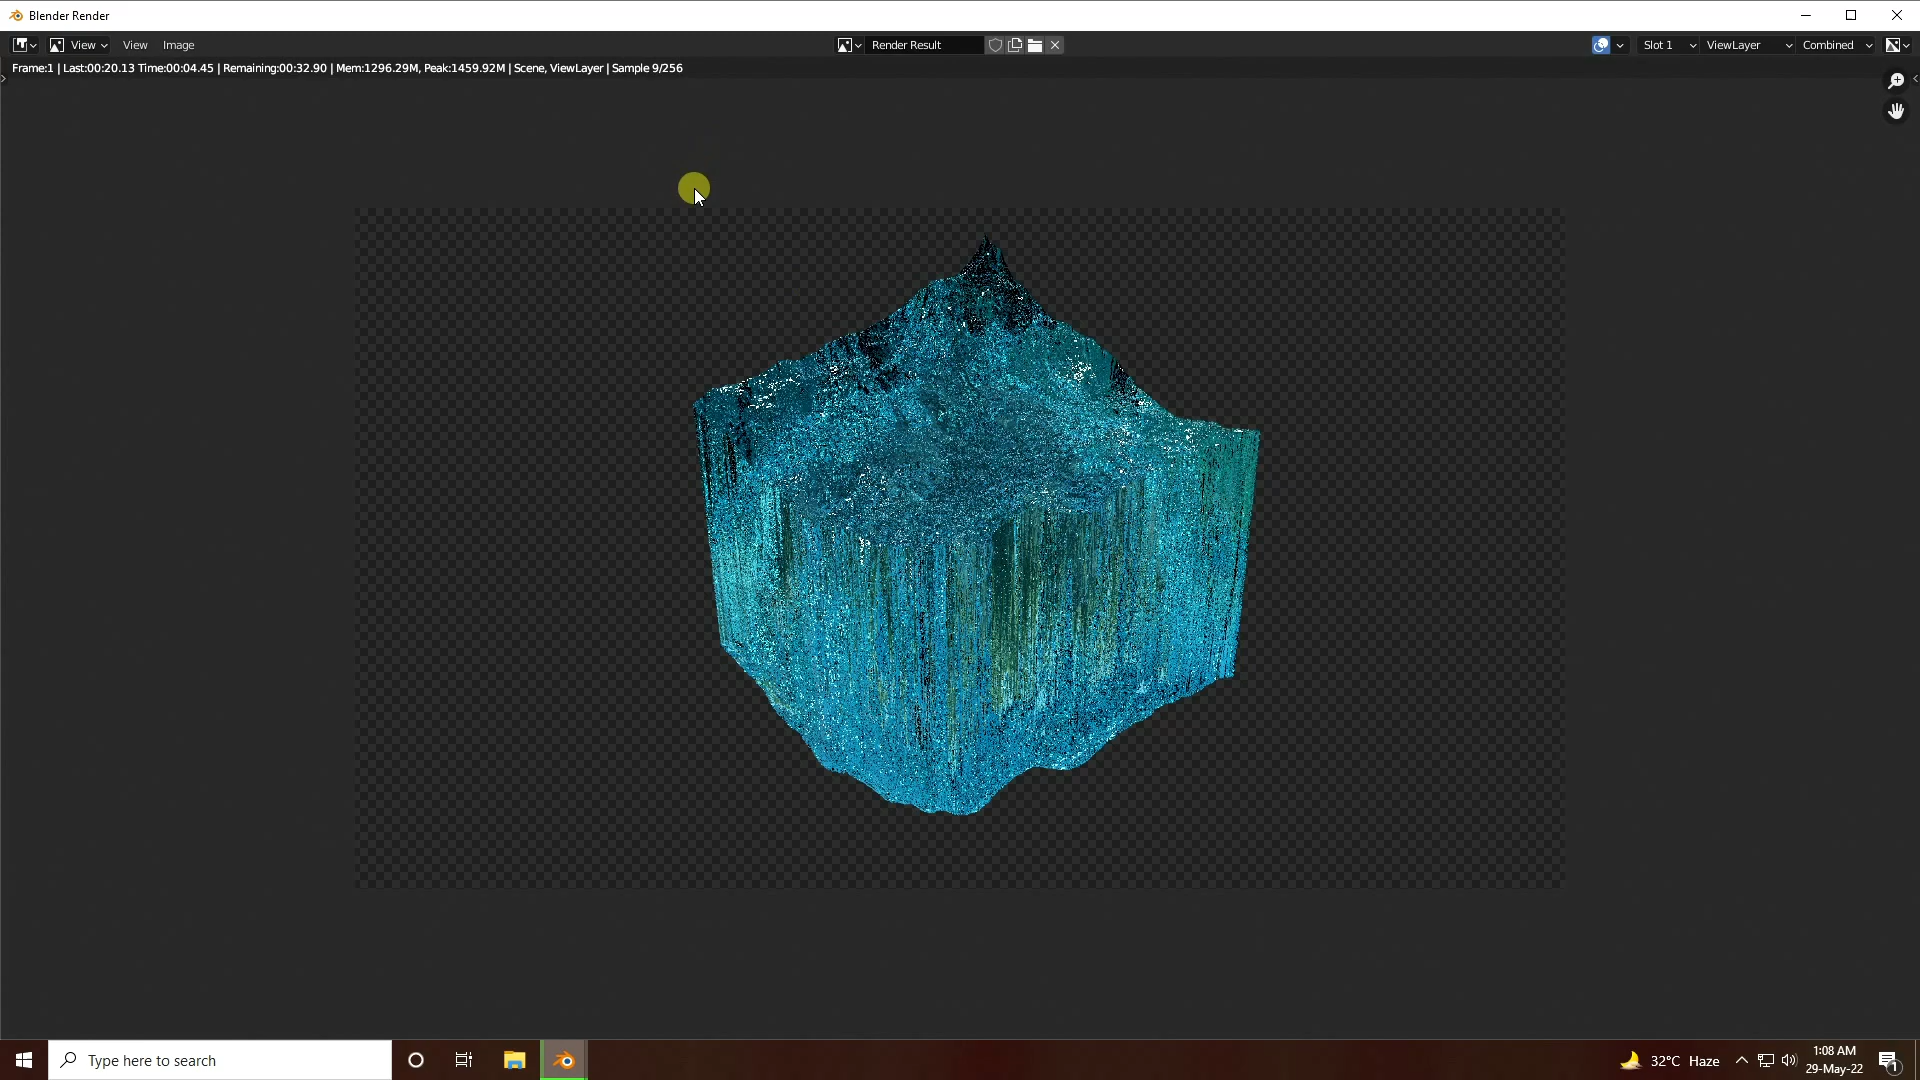 Blender Render
View View Image Render Result Slot 1 ViewLayer Combined
Frame:1 | Last:00:20.13 Time:00:04.45 | Remaining:00:32.90 | Mem:1296.29M, Peak:1459.92M | Scene, ViewLayer | Sample 9/256
Type here to search
32°C Haze
1:08 AM
29-May-22
1